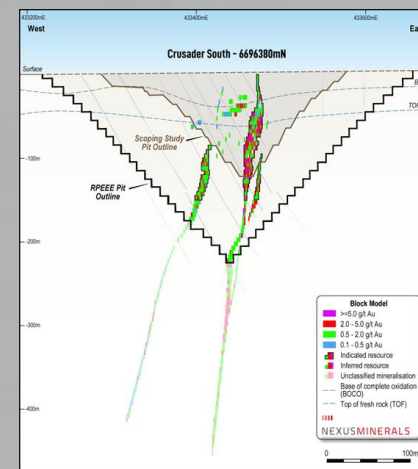 433200mE
433400mE
433600mE
West
Crusader South - 6696380mN
Surface
TOF
Scoping Study
Pit Outline
-100m
RPEEE Pit
Outline
-200m
-300m
-400m
Block Model
>=5.0 g/t Au
2.0 - 5.0 g/t Au
0.5 - 2.0 g/t Au
0.1 - 0.5 g/t Au
Indicated resource
Inferred resource
Unclassified mineralisation
Base of complete oxidation
(BOCO)
Top of fresh rock (TOF)
NEXUSMINERALS
0